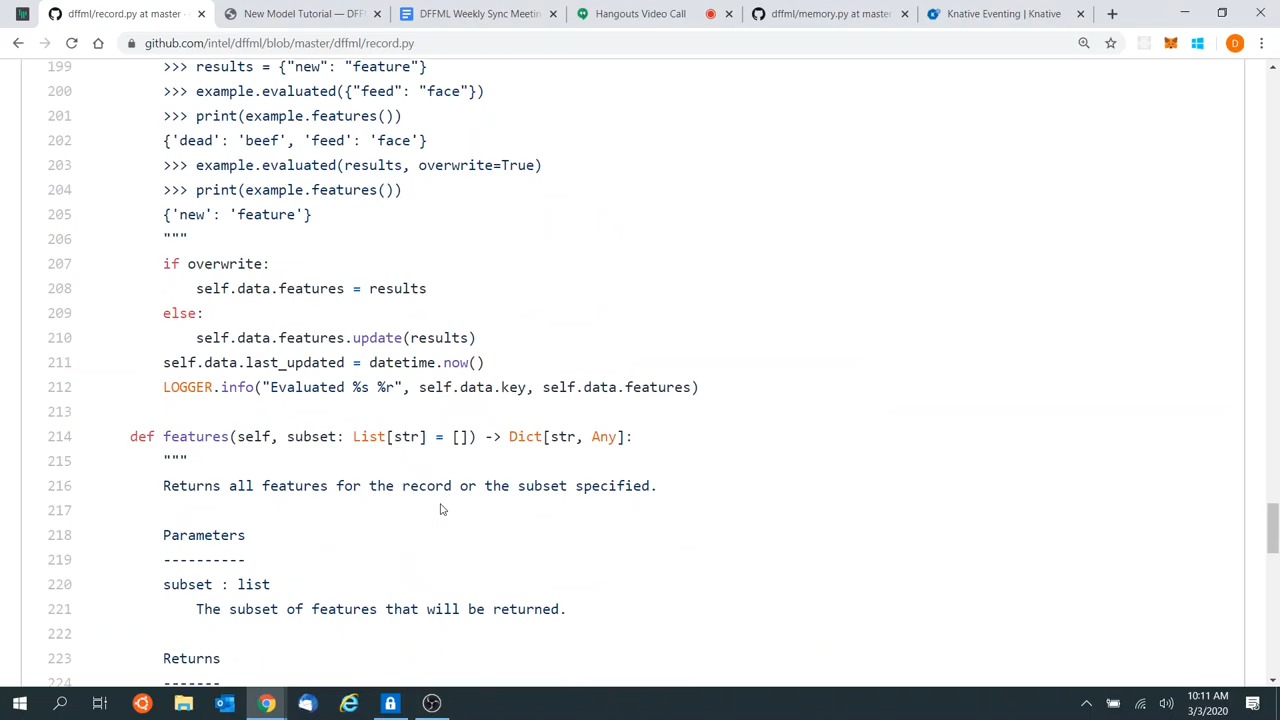 dffml/record.py at master ·
New Model Tutorial — DFF
DFFML Weekly Sync Meetin
Hangouts Video Call
dffml/memory.py at master ·
Knative Eventing | Knative
github.com/intel/dffml/blob/master/dffml/record.py
D
199 >>> results = {"new": "feature"}
200 >>> example.evaluated({"feed": "face"})
201 >>> print(example.features())
202 {'dead': 'beef', 'feed': 'face'}
203 >>> example.evaluated(results, overwrite=True)
204 >>> print(example.features())
205 {'new': 'feature'}
206 """
207 if overwrite:
208 self.data.features = results
209 else:
210 self.data.features.update(results)
211 self.data.last_updated = datetime.now()
212 LOGGER.info("Evaluated %s %r", self.data.key, self.data.features)
213
214 def features(self, subset: List[str] = []) -> Dict[str, Any]:
215 """
216 Returns all features for the record or the subset specified.
217
218 Parameters
219 ----------
220 subset : list
221 The subset of features that will be returned.
222
223 Returns
224 -------
10:11 AM
3/3/2020